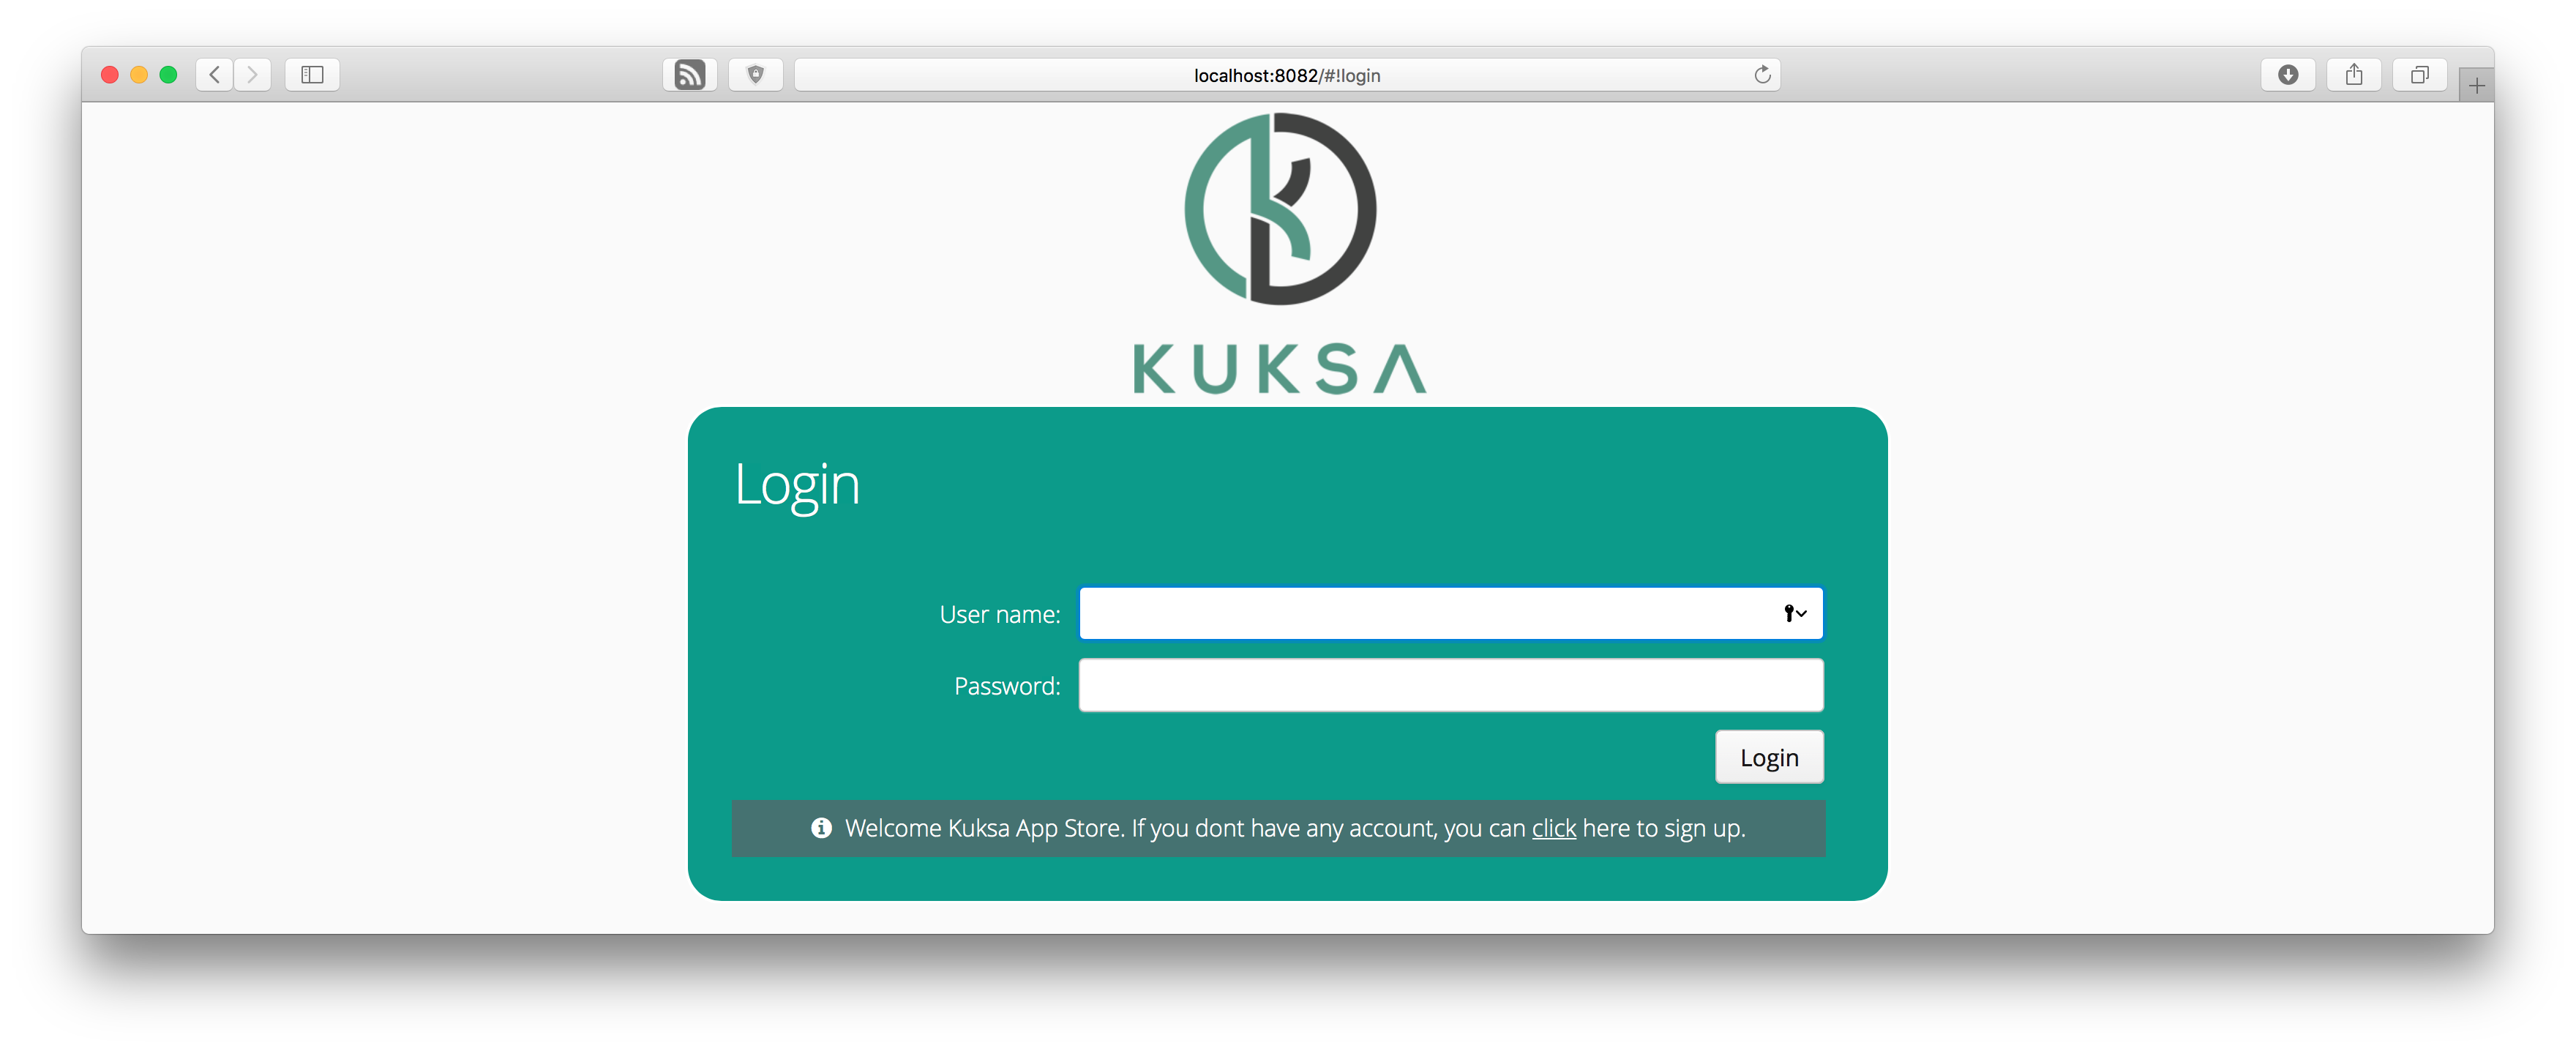 localhost:8082/#!login
KUKSA
Login
User name:
Password:
Login
Welcome Kuksa App Store. If you dont have any account, you can click here to sign up.